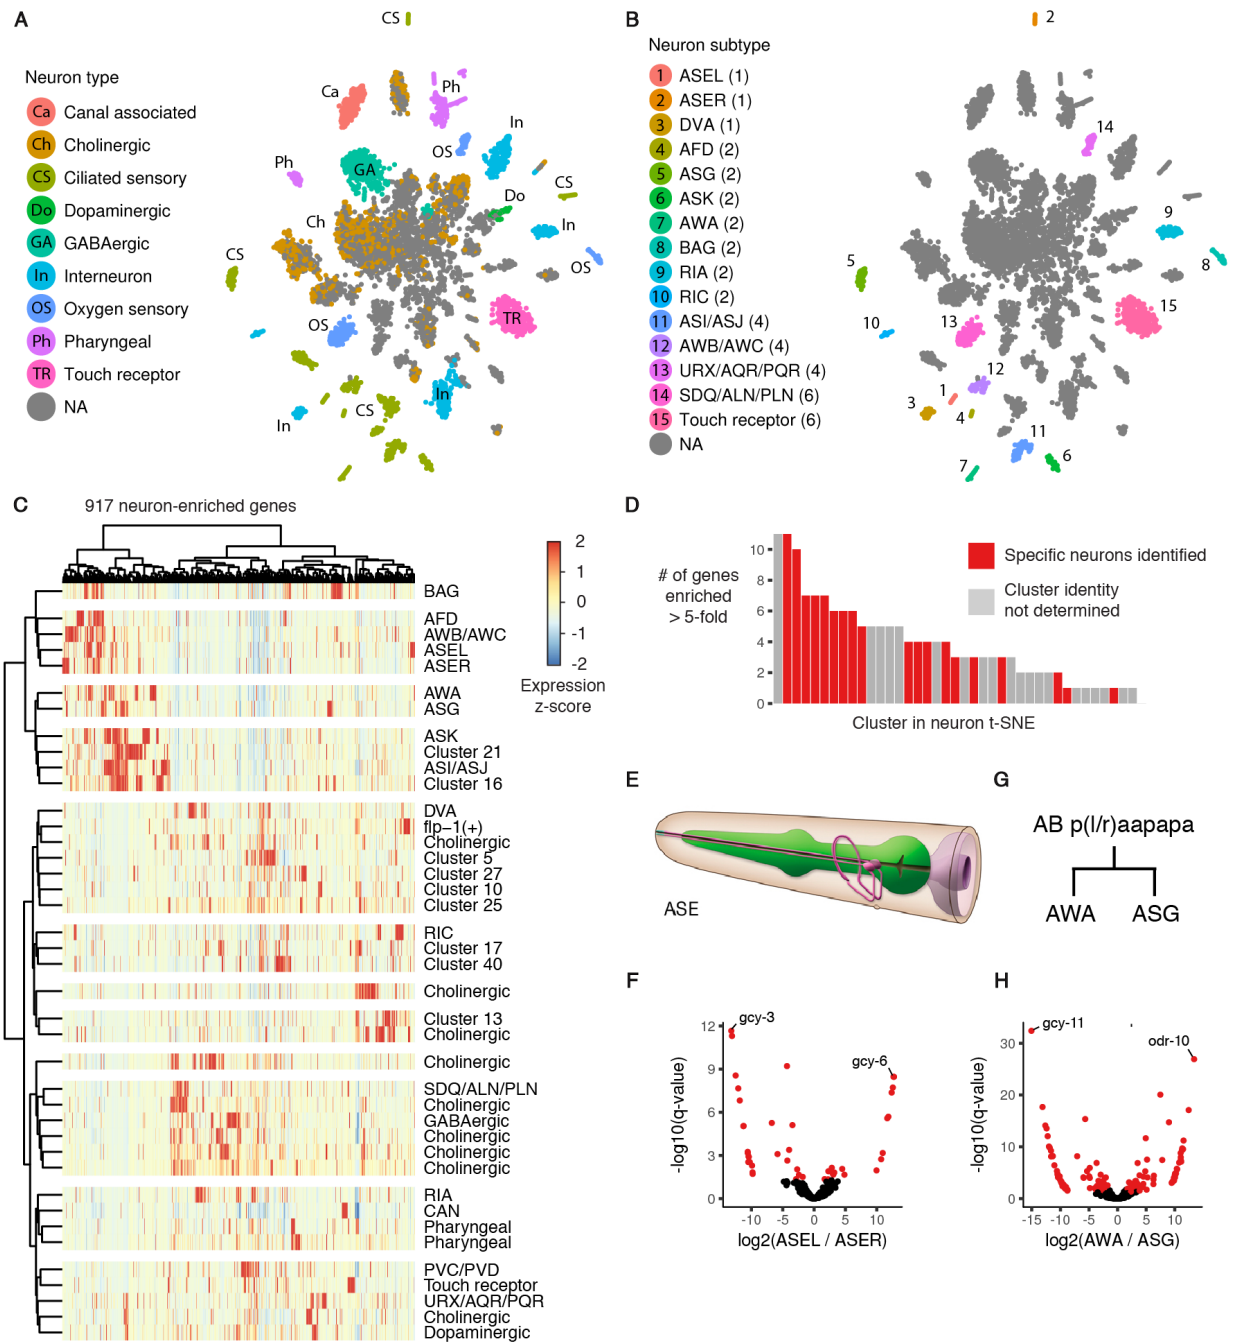 A
CS
Neuron type
Ca Canal associated
Ch Cholinergic
CS Ciliated sensory
Do Dopaminergic
GA GABAergic
In Interneuron
OS Oxygen sensory
Ph Pharyngeal
TR Touch receptor
NA
Ca
Ph
In
OS
Ph
GA
CS
Do
Ch
In
CS
OS
OS
TR
In
CS
In
B
2
Neuron subtype
1 ASEL (1)
2 ASER (1)
3 DVA (1)
4 AFD (2)
5 ASG (2)
6 ASK (2)
7 AWA (2)
8 BAG (2)
9 RIA (2)
10 RIC (2)
11 ASI/ASJ (4)
12 AWB/AWC (4)
13 URX/AQR/PQR (4)
14 SDQ/ALN/PLN (6)
15 Touch receptor (6)
NA
14
9
5
8
15
10
13
12
1
3
4
11
6
7
C
917 neuron-enriched genes
2
1
0
-1
-2
Expression
z-score
BAG
AFD
AWB/AWC
ASEL
ASER
AWA
ASG
ASK
Cluster 21
ASI/ASJ
Cluster 16
DVA
flp−1(+)
Cholinergic
Cluster 5
Cluster 27
Cluster 10
Cluster 25
RIC
Cluster 17
Cluster 40
Cholinergic
Cluster 13
Cholinergic
Cholinergic
SDQ/ALN/PLN
Cholinergic
GABAergic
Cholinergic
Cholinergic
Cholinergic
RIA
CAN
Pharyngeal
Pharyngeal
PVC/PVD
Touch receptor
URX/AQR/PQR
Cholinergic
Dopaminergic
D
# of genes
enriched
> 5-fold
10
8
6
4
2
0
Specific neurons identified
Cluster identity
not determined
Cluster in neuron t-SNE
E
ASE
G
AB p(l/r)aapapa
AWA ASG
F
-log10(q-value)
12
9
6
3
0
gcy-3
gcy-6
-10 -5 0 5 10
log2(ASEL / ASER)
H
-log10(q-value)
30
20
10
0
gcy-11
odr-10
-15 -10 -5 0 5 10
log2(AWA / ASG)